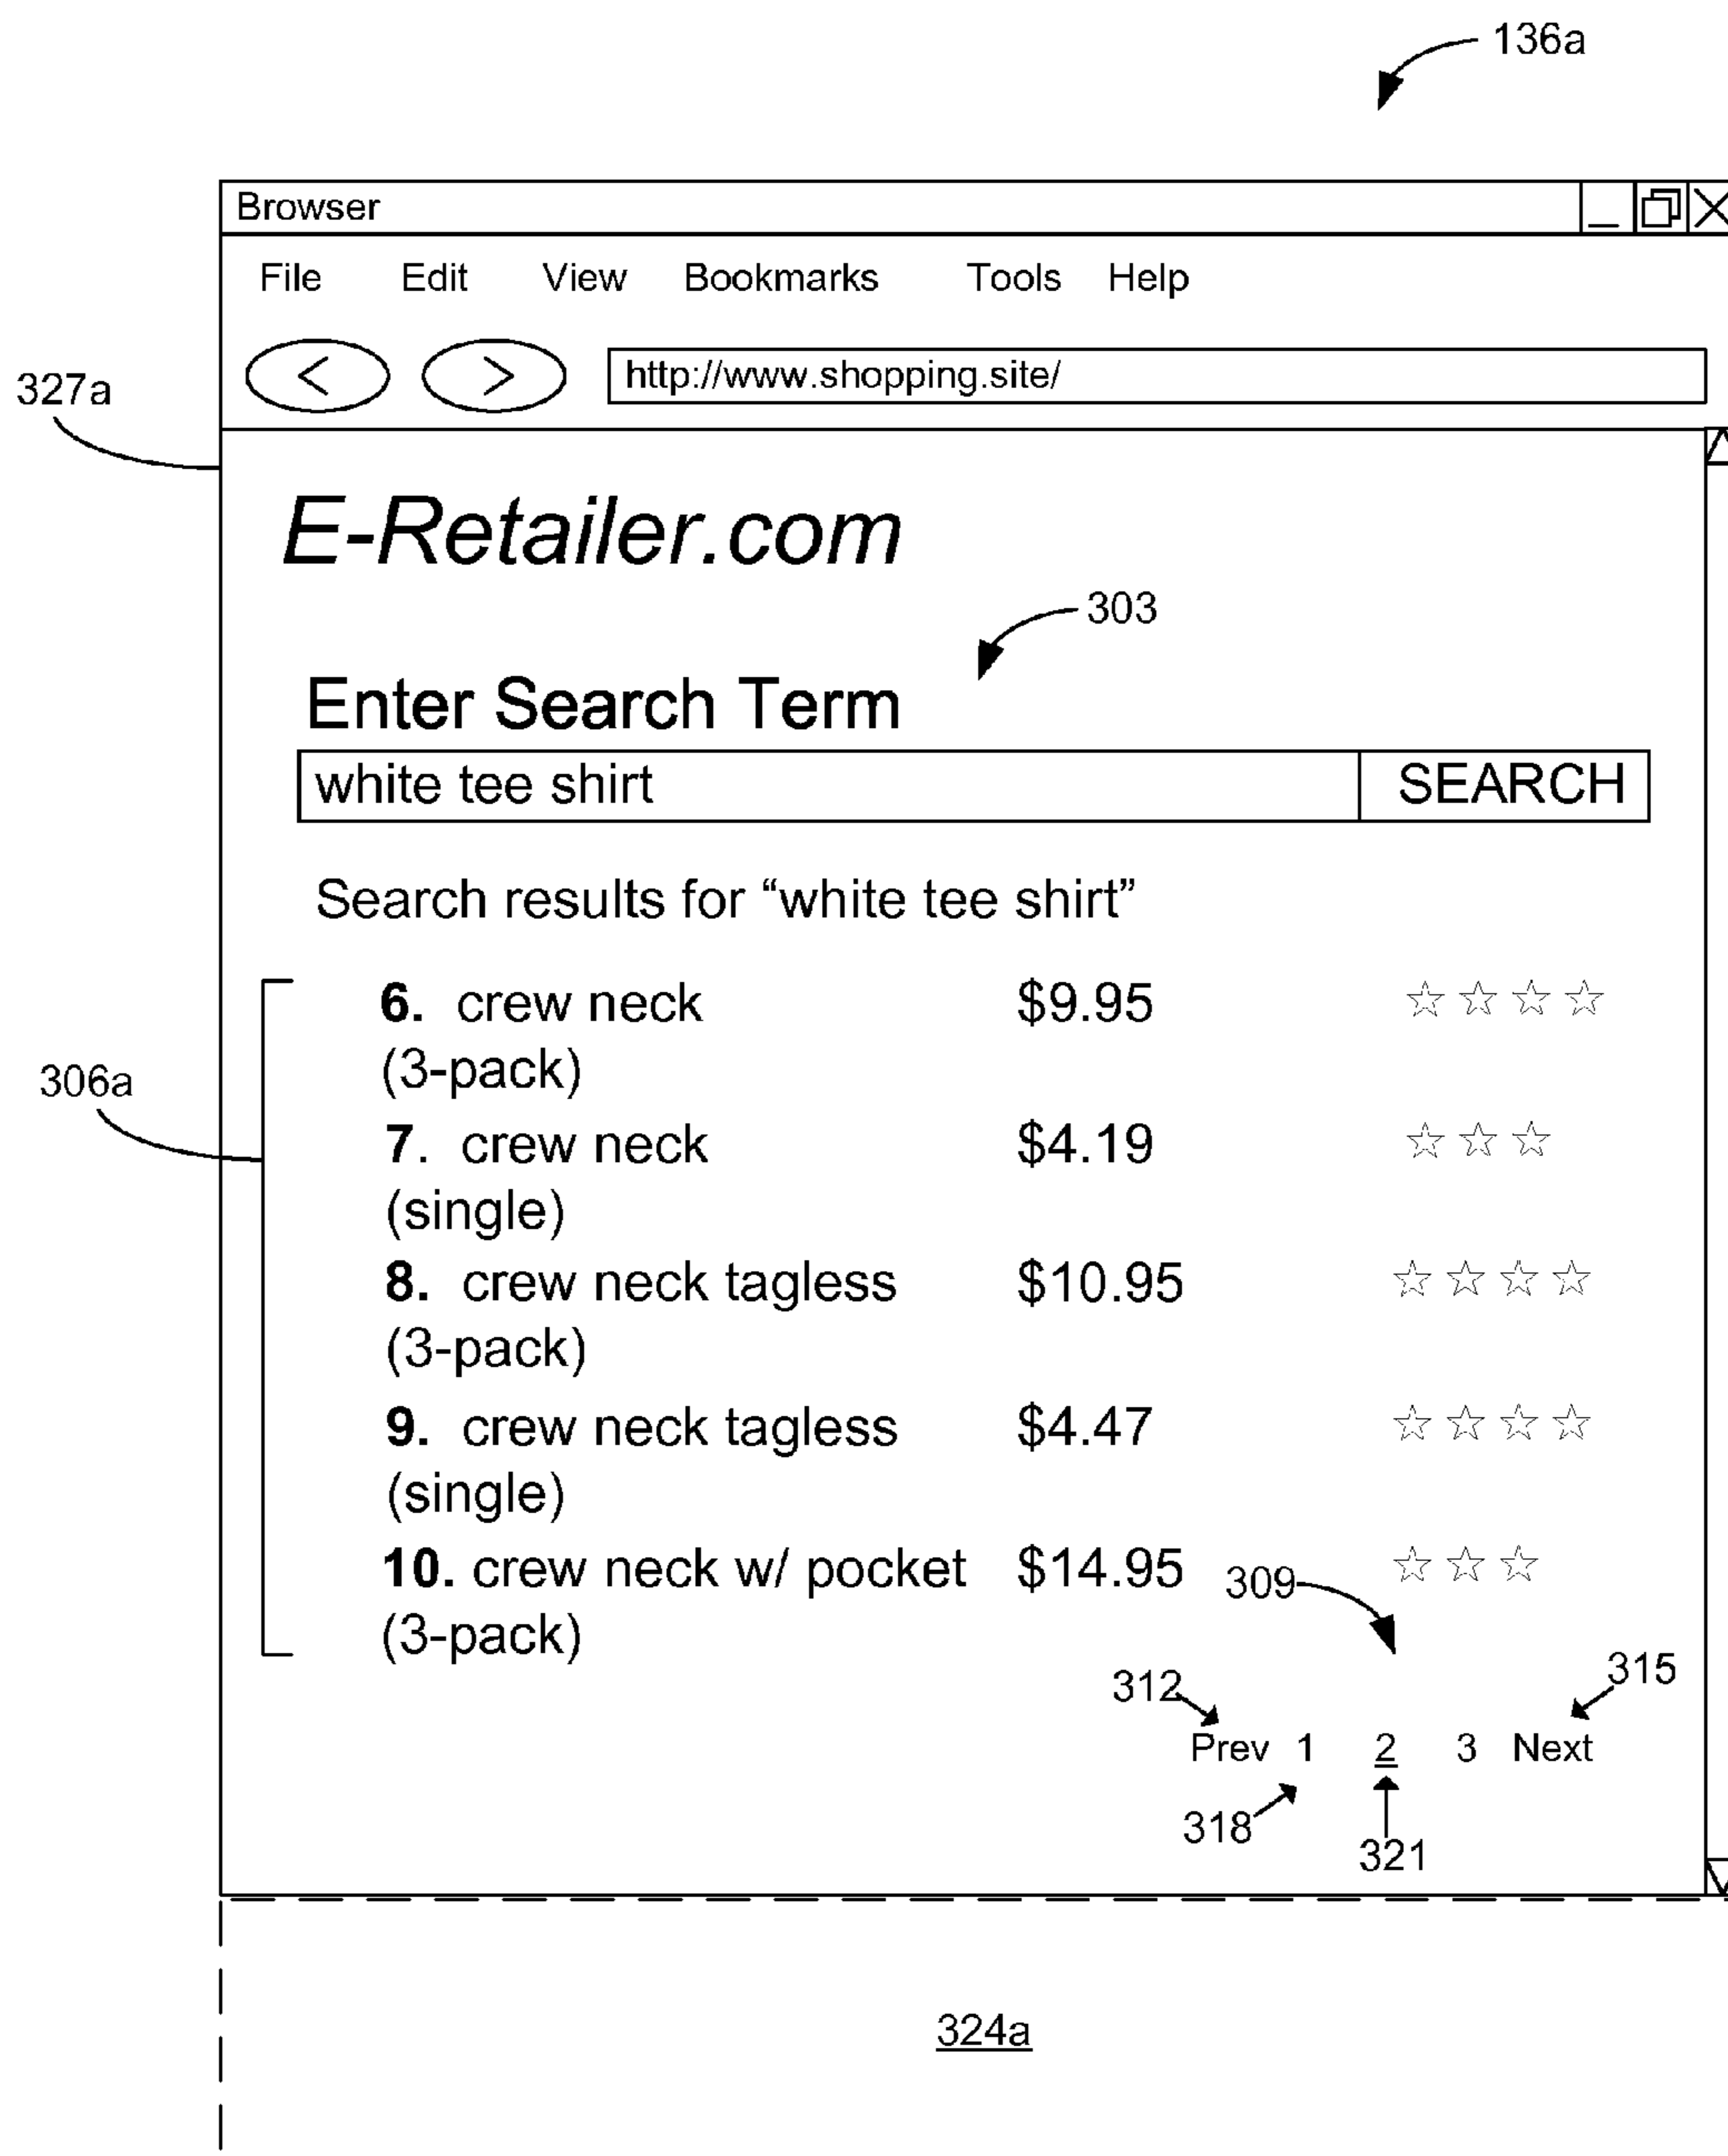 136a
Browser
File Edit View Bookmarks Tools Help
http://www.shopping.site/
327a
E-Retailer.com
303
Enter Search Term
white tee shirt SEARCH
Search results for “white tee shirt”
6. crew neck $9.95
(3-pack)
306a
7. crew neck $4.19
(single)
8. crew neck tagless $10.95
(3-pack)
9. crew neck tagless $4.47
(single)
10. crew neck w/ pocket $14.95
309
(3-pack)
312 315
Prev 1 2 3 Next
318
321
324a